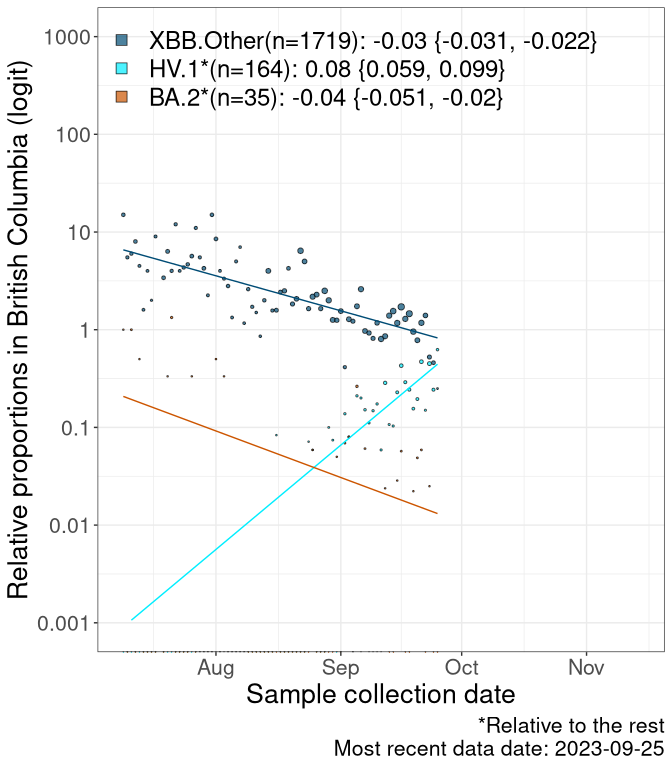 XBB.Other(n=1719): -0.03 {-0.031, -0.022}
HV.1*(n=164): 0.08 {0.059, 0.099}
BA.2*(n=35): -0.04 {-0.051, -0.02}
Relative proportions in British Columbia (logit)
1000
100
10
1
0.1
0.01
0.001
Aug Sep Oct Nov
Sample collection date
*Relative to the rest
Most recent data date: 2023-09-25